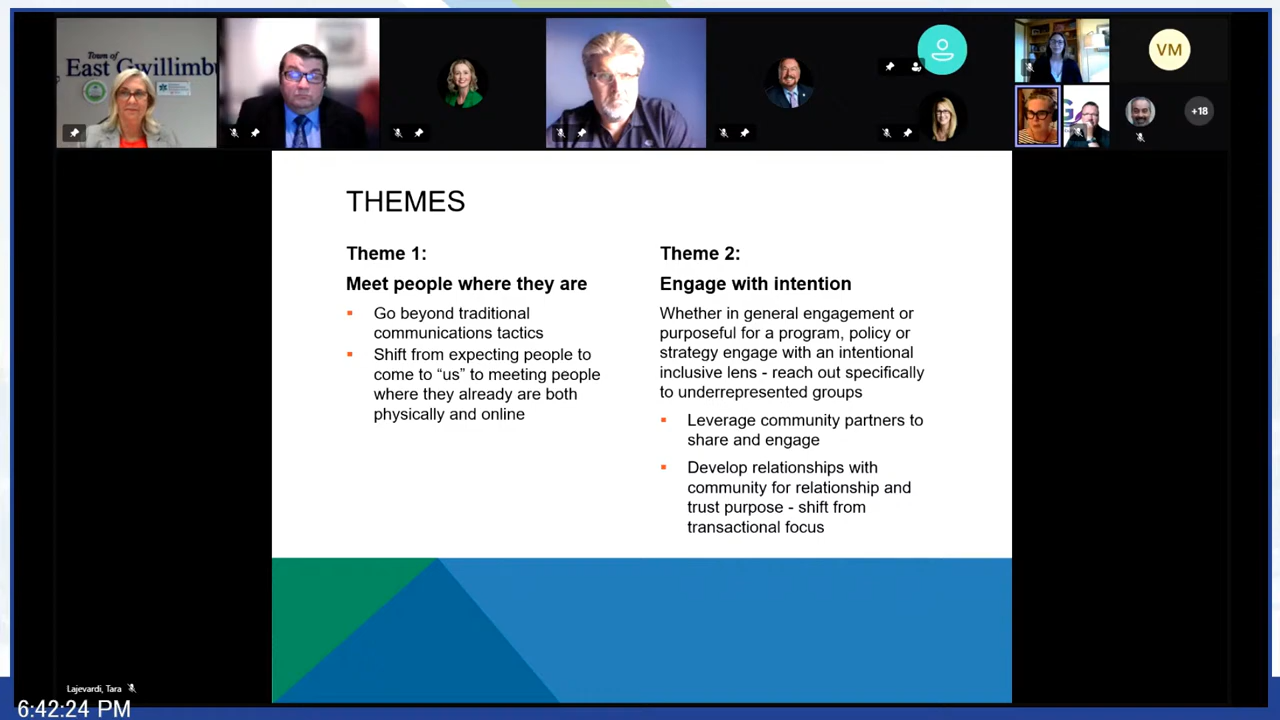 Town of
East Gwillimbu
VM
+18
THEMES
Theme 1:
Meet people where they are
▪ Go beyond traditional
communications tactics
▪ Shift from expecting people to
come to “us” to meeting people
where they already are both
physically and online
Theme 2:
Engage with intention
Whether in general engagement or
purposeful for a program, policy or
strategy engage with an intentional
inclusive lens - reach out specifically
to underrepresented groups
▪ Leverage community partners to
share and engage
▪ Develop relationships with
community for relationship and
trust purpose - shift from
transactional focus
Lajevardi, Tara
6:42:24 PM